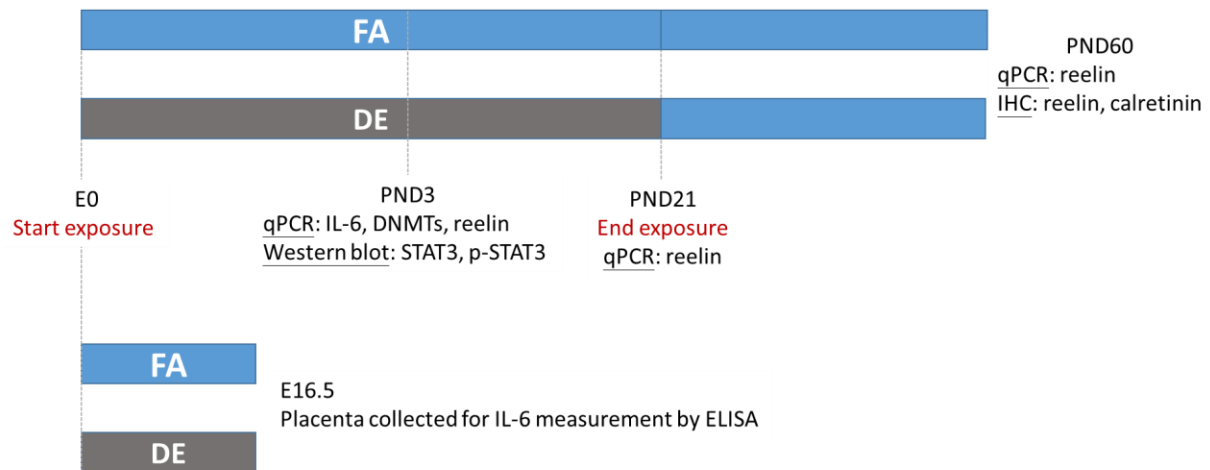 FA
DE
PND60
qPCR: reelin
IHC: reelin, calretinin
E0
Start exposure
PND3
qPCR: IL-6, DNMTs, reelin
Western blot: STAT3, p-STAT3
PND21
End exposure
qPCR: reelin
FA
DE
E16.5
Placenta collected for IL-6 measurement by ELISA